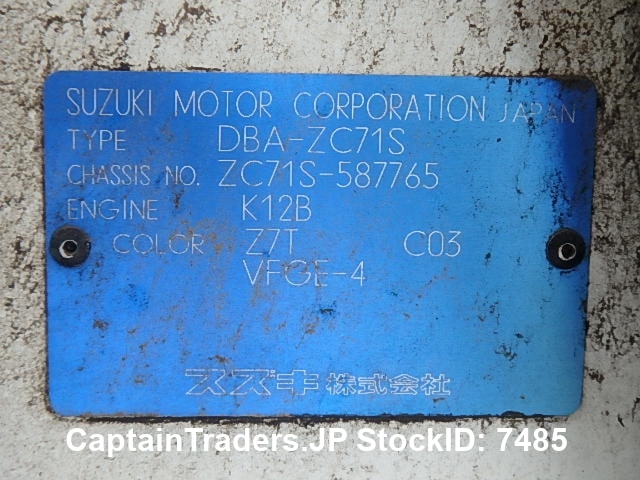 SUZUKI MOTOR CORPORATION JAPAN
TYPE DBA-ZC71S
CHASSIS NO. ZC71S-587765
ENGINE K12B
COLOR Z7T C03
VFGE-4
スズキ株式会社
CaptainTraders.JP StockID: 7485